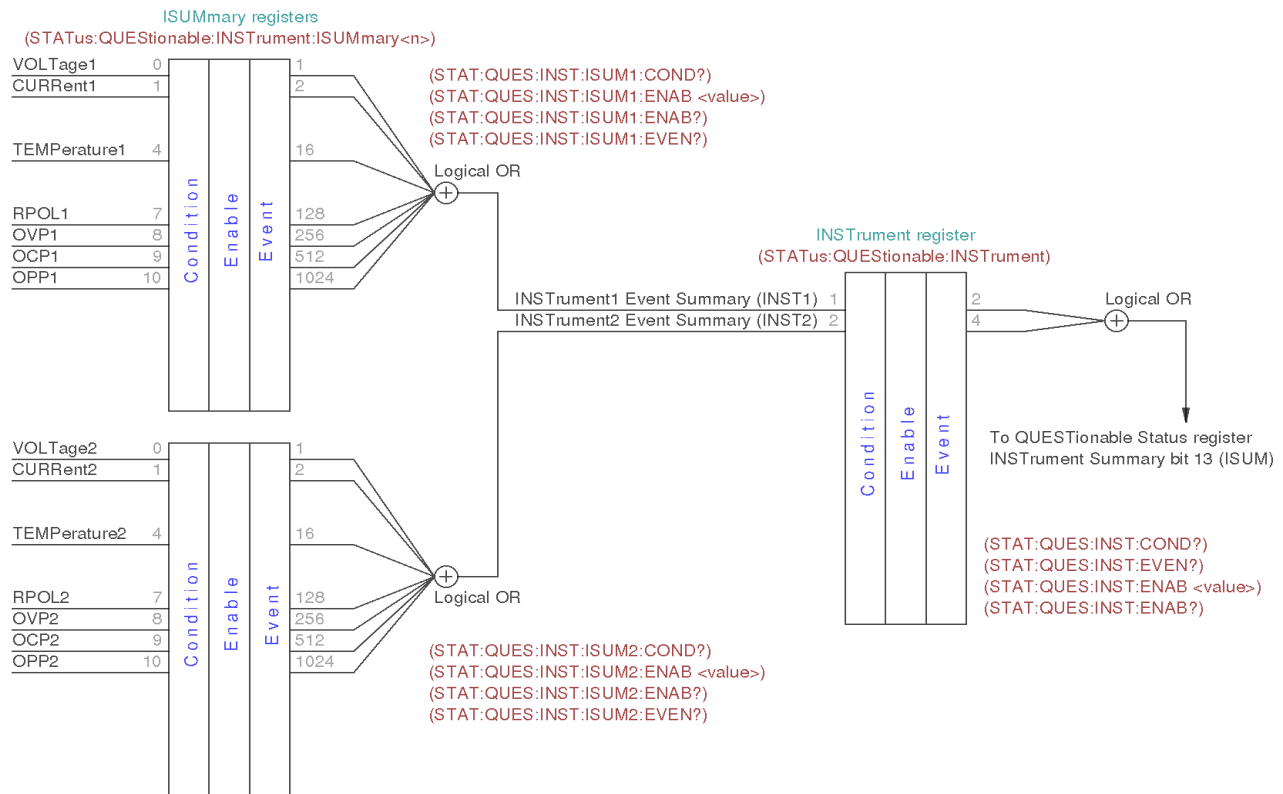 ISUMmary registers
(STATus:QUEStionable:INSTrument:ISUMmary<n>)
VOLTage1 0 1
CURRent1 1 2
TEMPerature1 4 16
RPOL1 7 128
OVP1 8 256
OCP1 9 512
OPP1 10 1024
Condition
Enable
Event
(STAT:QUES:INST:ISUM1:COND?)
(STAT:QUES:INST:ISUM1:ENAB <value>)
(STAT:QUES:INST:ISUM1:ENAB?)
(STAT:QUES:INST:ISUM1:EVEN?)
Logical OR
INSTrument register
(STATus:QUEStionable:INSTrument)
INSTrument1 Event Summary (INST1) 1 2
INSTrument2 Event Summary (INST2) 2 4
Condition
Enable
Event
Logical OR
To QUESTionable Status register
INSTrument Summary bit 13 (ISUM)
(STAT:QUES:INST:COND?)
(STAT:QUES:INST:EVEN?)
(STAT:QUES:INST:ENAB <value>)
(STAT:QUES:INST:ENAB?)
VOLTage2 0 1
CURRent2 1 2
TEMPerature2 4 16
RPOL2 7 128
OVP2 8 256
OCP2 9 512
OPP2 10 1024
Condition
Enable
Event
Logical OR
(STAT:QUES:INST:ISUM2:COND?)
(STAT:QUES:INST:ISUM2:ENAB <value>)
(STAT:QUES:INST:ISUM2:ENAB?)
(STAT:QUES:INST:ISUM2:EVEN?)